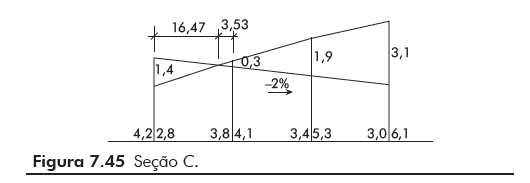 16,47 3,53
1,4 0,3 1,9 3,1
–2%
4,2 2,8 3,8 4,1 3,4 5,3 3,0 6,1
Figura 7.45 Seção C.